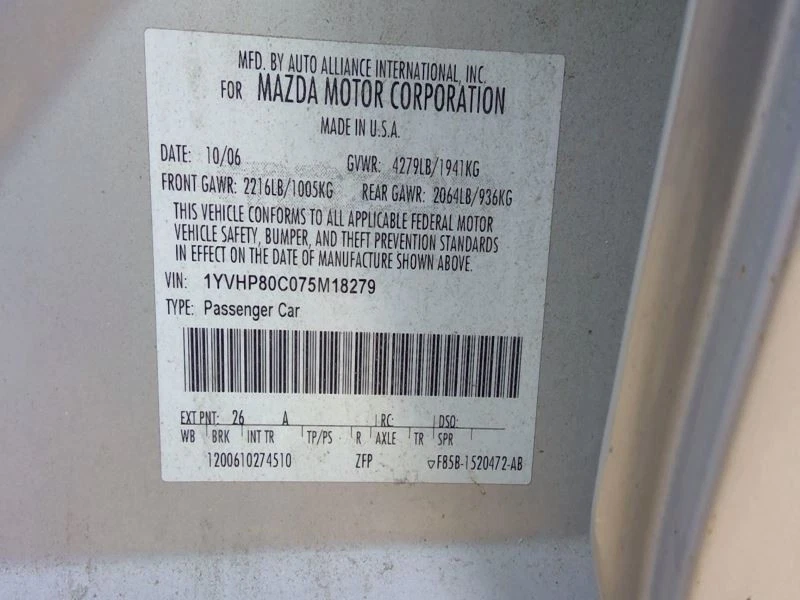 MFD. BY AUTO ALLIANCE INTERNATIONAL, INC.
FOR MAZDA MOTOR CORPORATION
MADE IN U.S.A.
DATE: 10/06 GVWR: 4279LB/1941KG
FRONT GAWR: 2216LB/1005KG REAR GAWR: 2064LB/936KG
THIS VEHICLE CONFORMS TO ALL APPLICABLE FEDERAL MOTOR
VEHICLE SAFETY, BUMPER, AND THEFT PREVENTION STANDARDS
IN EFFECT ON THE DATE OF MANUFACTURE SHOWN ABOVE.
VIN: 1YVHP80C075M18279
TYPE: Passenger Car
EXT PNT: 26 A RC: DSO:
WB BRK INT TR TP/PS R AXLE TR SPR
1200610274510 ZFP ▽F85B-1520472-AB